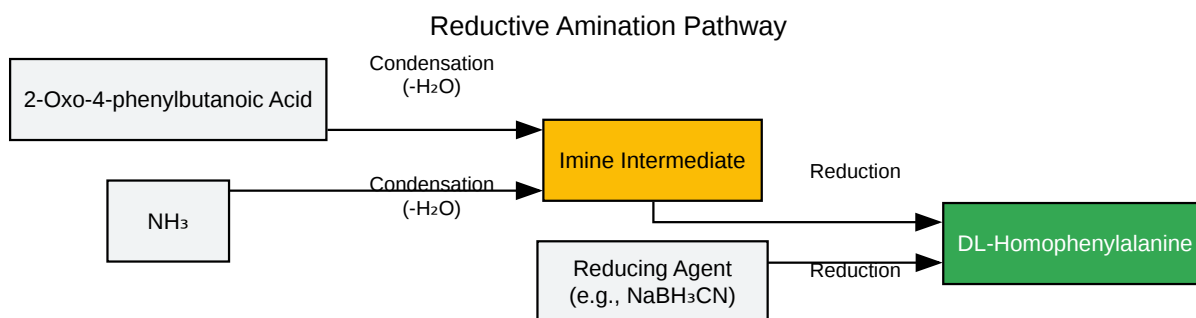 Reductive Amination Pathway
Condensation
(-H₂O)
2-Oxo-4-phenylbutanoic Acid
Imine Intermediate
Reduction
Condensation
(-H₂O)
NH₃
DL-Homophenylalanine
Reducing Agent
(e.g., NaBH₃CN)
Reduction